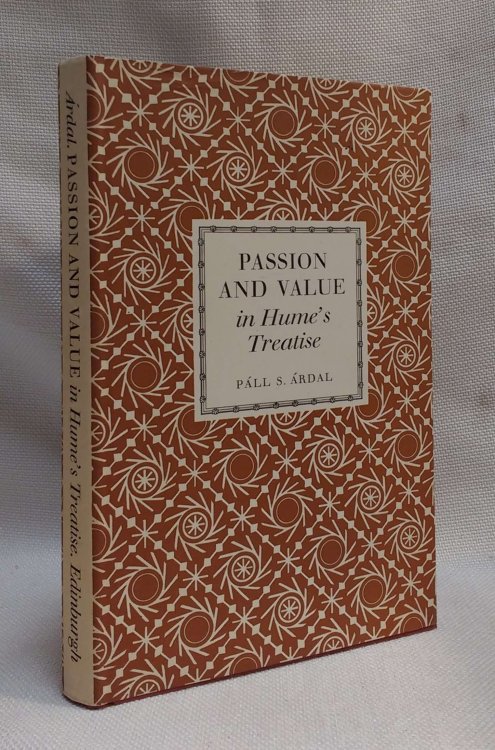 PASSION
AND VALUE
in Hume's
Treatise
PÁLL S. ÁRDAL
Árdal. PASSION AND VALUE in Hume's Treatise. Edinburgh